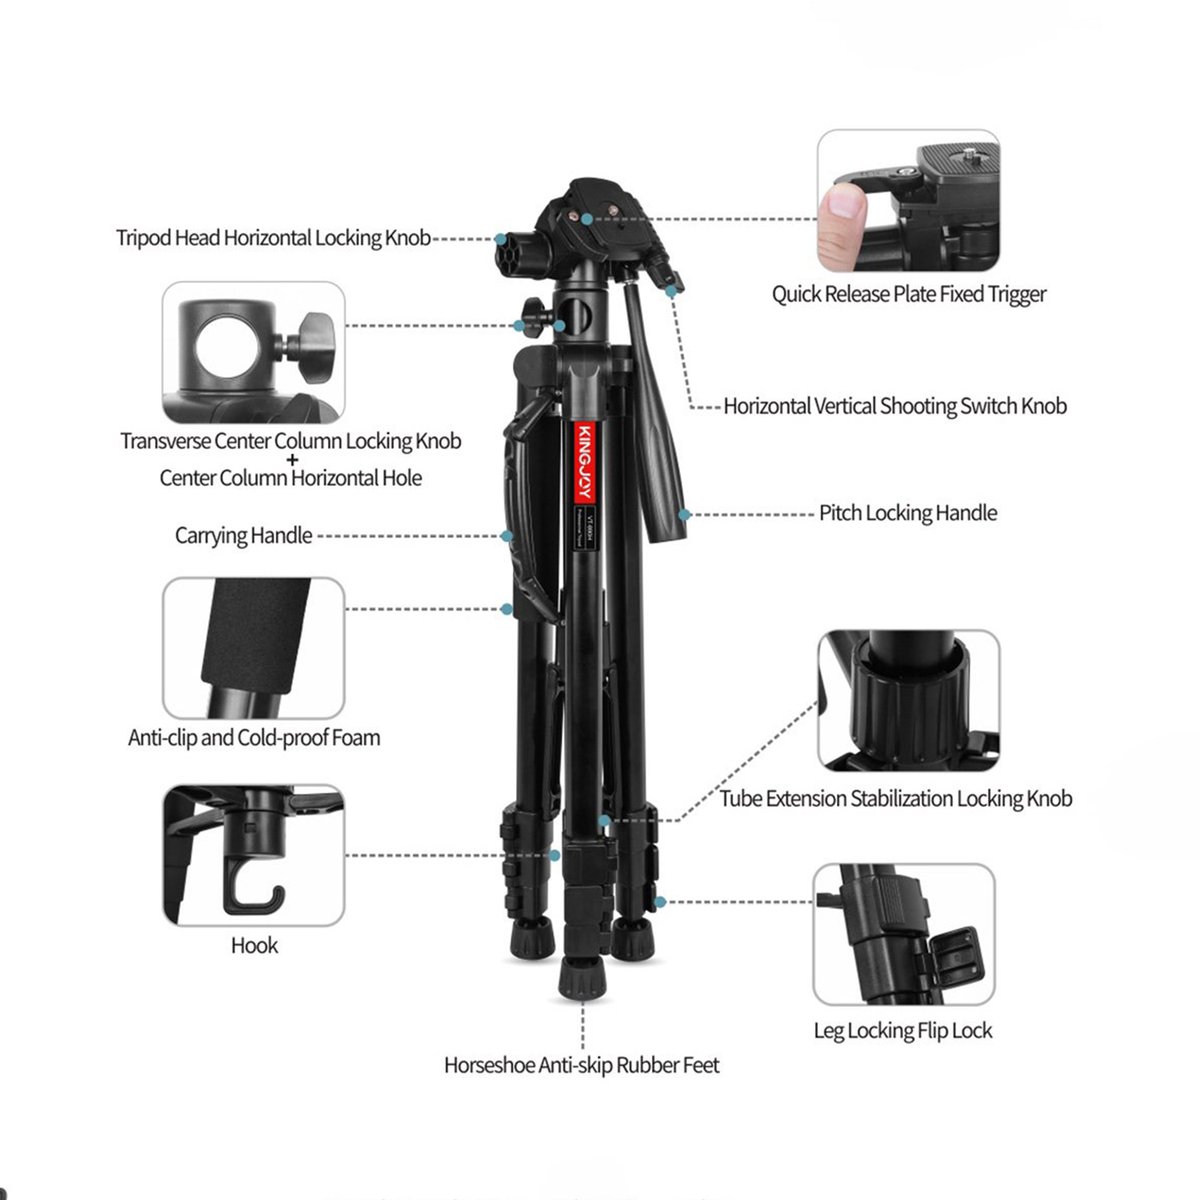 Tripod Head Horizontal Locking Knob
Quick Release Plate Fixed Trigger
Horizontal Vertical Shooting Switch Knob
Transverse Center Column Locking Knob
+
Center Column Horizontal Hole
KINGJOY
Pitch Locking Handle
Carrying Handle
Anti-clip and Cold-proof Foam
Tube Extension Stabilization Locking Knob
Hook
Leg Locking Flip Lock
Horseshoe Anti-skip Rubber Feet